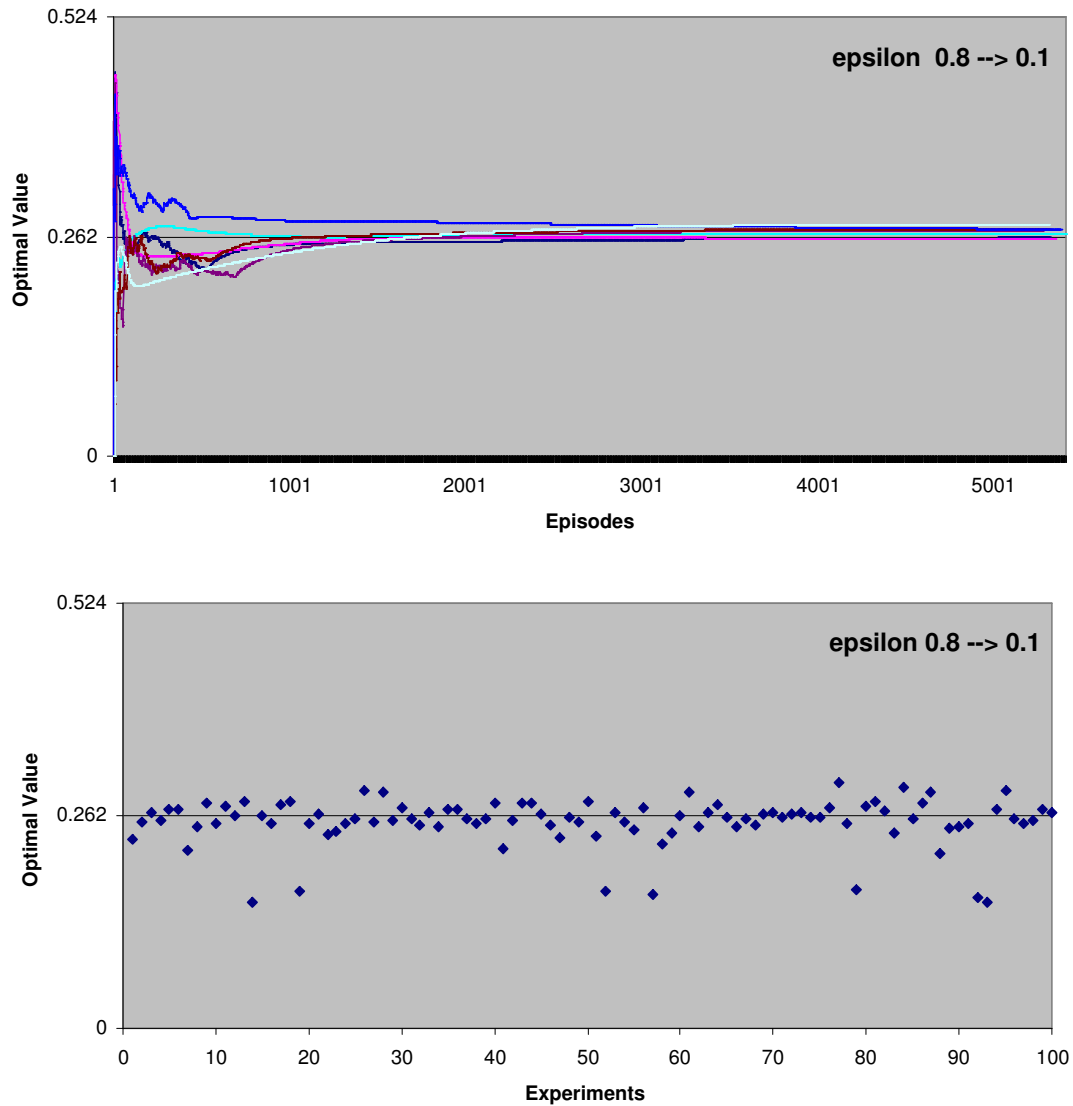 0.524
epsilon 0.8 --> 0.1
Optimal Value
0.262
0
1 1001 2001 3001 4001 5001
Episodes
0.524
epsilon 0.8 --> 0.1
Optimal Value
0.262
0
0 10 20 30 40 50 60 70 80 90 100
Experiments